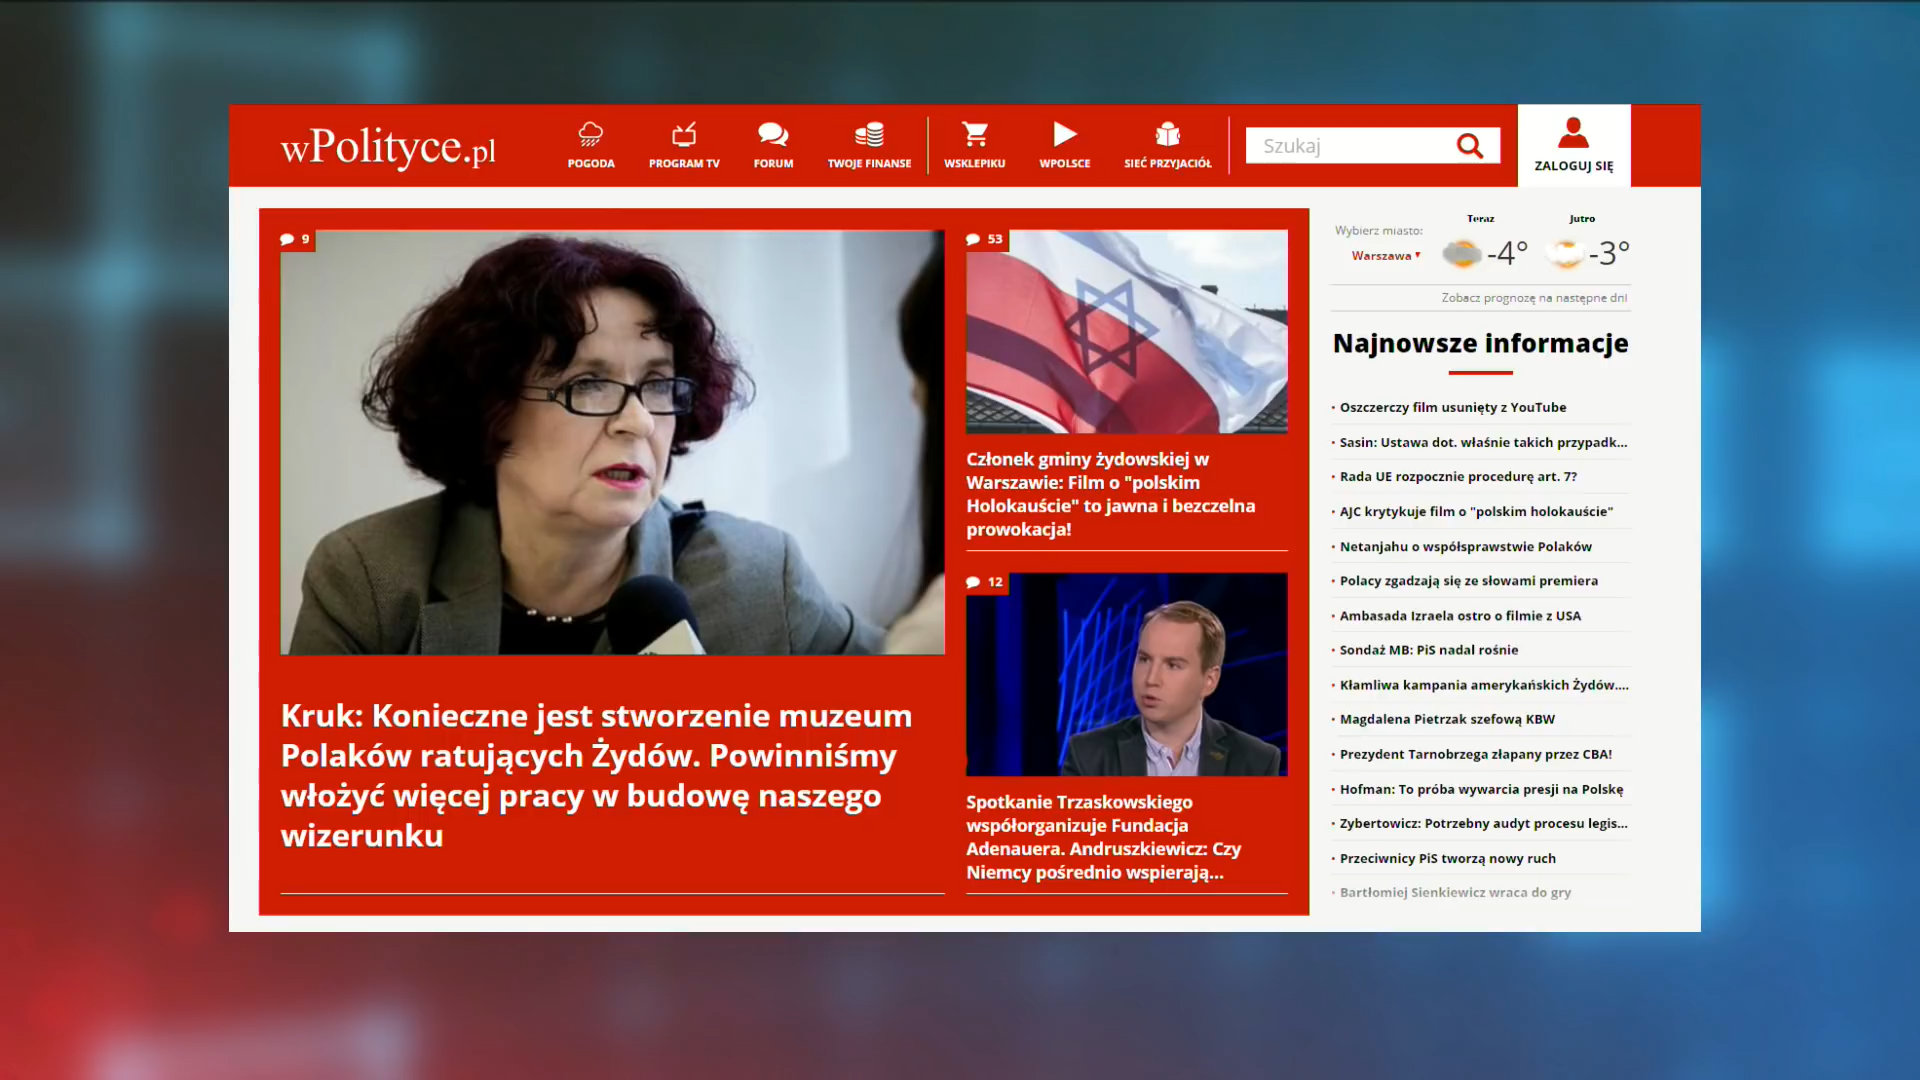 wPolityce.pl
POGODA
PROGRAM TV
FORUM
TWOJE FINANSE
WSKLEPIKU
WPOLSCE
SIEĆ PRZYJACIÓŁ
Szukaj
ZALOGUJ SIĘ
9
Kruk: Konieczne jest stworzenie muzeum
Polaków ratujących Żydów. Powinniśmy
włożyć więcej pracy w budowę naszego
wizerunku
53
Członek gminy żydowskiej w
Warszawie: Film o "polskim
Holokauście" to jawna i bezczelna
prowokacja!
12
Spotkanie Trzaskowskiego
współorganizuje Fundacja
Adenauera. Andruszkiewicz: Czy
Niemcy pośrednio wspierają...
Wybierz miasto:
Warszawa
Teraz
-4°
Jutro
-3°
Zobacz prognozę na następne dni
Najnowsze informacje
Oszczerczy film usunięty z YouTube
Sasin: Ustawa dot. właśnie takich przypadk...
Rada UE rozpocznie procedurę art. 7?
AJC krytykuje film o "polskim holokauście"
Netanjahu o współsprawstwie Polaków
Polacy zgadzają się ze słowami premiera
Ambasada Izraela ostro o filmie z USA
Sondaż MB: PiS nadal rośnie
Kłamliwa kampania amerykańskich Żydów....
Magdalena Pietrzak szefową KBW
Prezydent Tarnobrzega złapany przez CBA!
Hofman: To próba wywarcia presji na Polskę
Zybertowicz: Potrzebny audyt procesu legis...
Przeciwnicy PiS tworzą nowy ruch
Bartłomiej Sienkiewicz wraca do gry